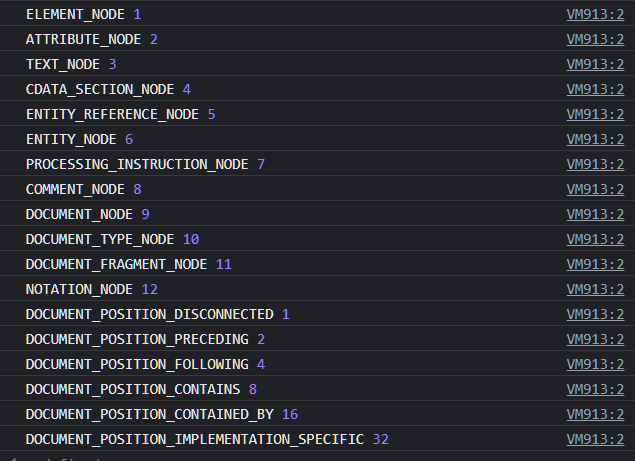 ELEMENT_NODE 1 VM913:2
ATTRIBUTE_NODE 2 VM913:2
TEXT_NODE 3 VM913:2
CDATA_SECTION_NODE 4 VM913:2
ENTITY_REFERENCE_NODE 5 VM913:2
ENTITY_NODE 6 VM913:2
PROCESSING_INSTRUCTION_NODE 7 VM913:2
COMMENT_NODE 8 VM913:2
DOCUMENT_NODE 9 VM913:2
DOCUMENT_TYPE_NODE 10 VM913:2
DOCUMENT_FRAGMENT_NODE 11 VM913:2
NOTATION_NODE 12 VM913:2
DOCUMENT_POSITION_DISCONNECTED 1 VM913:2
DOCUMENT_POSITION_PRECEDING 2 VM913:2
DOCUMENT_POSITION_FOLLOWING 4 VM913:2
DOCUMENT_POSITION_CONTAINS 8 VM913:2
DOCUMENT_POSITION_CONTAINED_BY 16 VM913:2
DOCUMENT_POSITION_IMPLEMENTATION_SPECIFIC 32 VM913:2